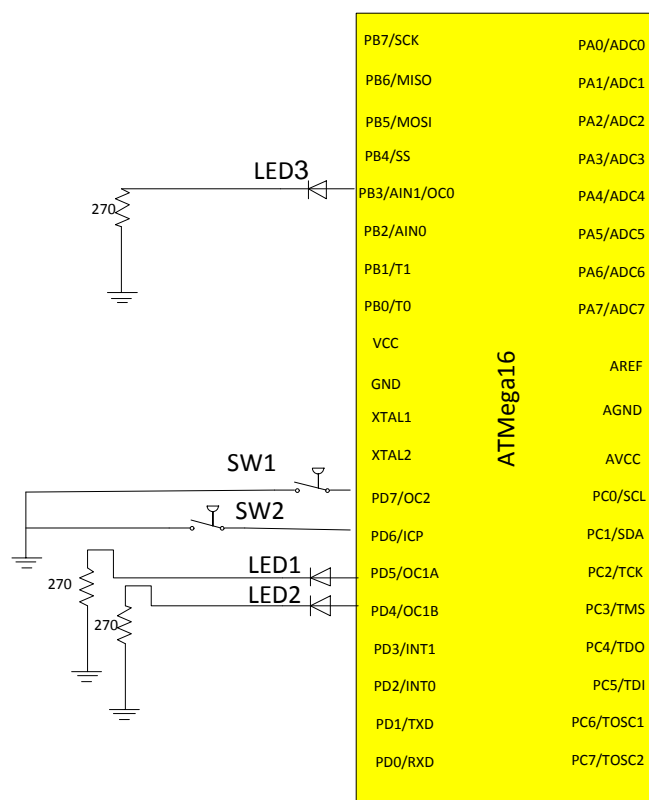 PB7/SCK
PA0/ADC0
PB6/MISO
PA1/ADC1
PB5/MOSI
PA2/ADC2
PB4/SS
PA3/ADC3
LED3
PB3/AIN1/OC0
PA4/ADC4
270
PB2/AIN0
PA5/ADC5
PB1/T1
PA6/ADC6
PB0/T0
PA7/ADC7
VCC
AREF
GND
ATMega16
AGND
XTAL1
XTAL2
AVCC
SW1
PD7/OC2
PC0/SCL
SW2
PD6/ICP
PC1/SDA
LED1
PD5/OC1A
PC2/TCK
270
LED2
PD4/OC1B
PC3/TMS
270
PD3/INT1
PC4/TDO
PD2/INT0
PC5/TDI
PD1/TXD
PC6/TOSC1
PD0/RXD
PC7/TOSC2